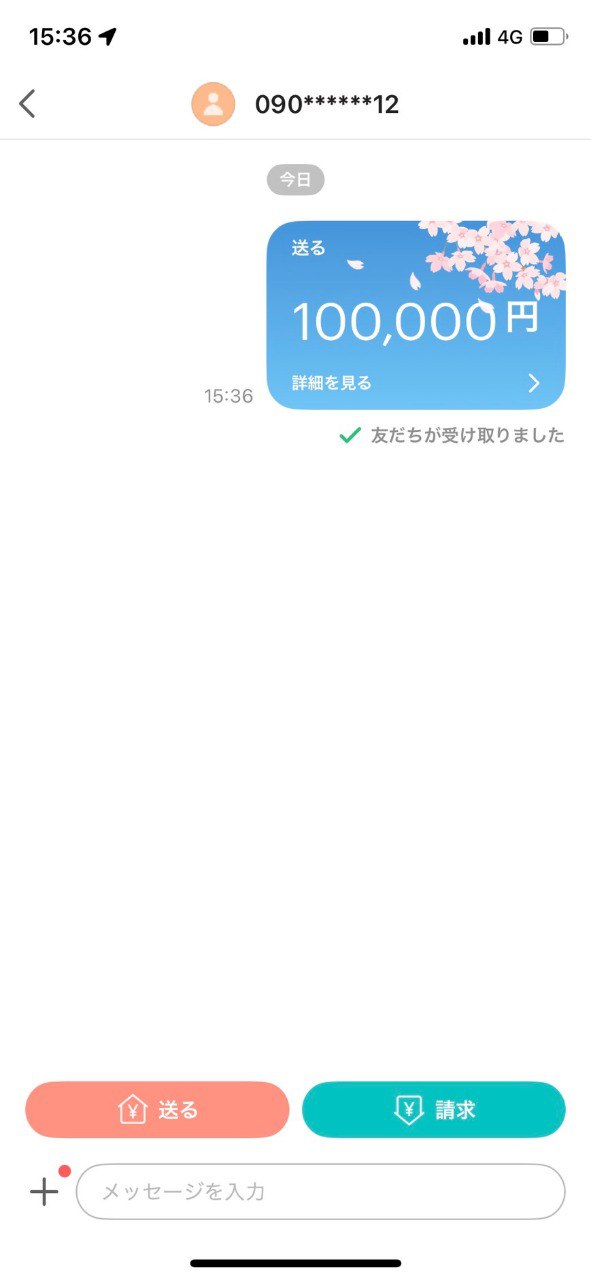 15:36
4G
090******12
今日
送る
100,000円
詳細を見る
15:36
友だちが受け取りました
送る
請求
メッセージを入力